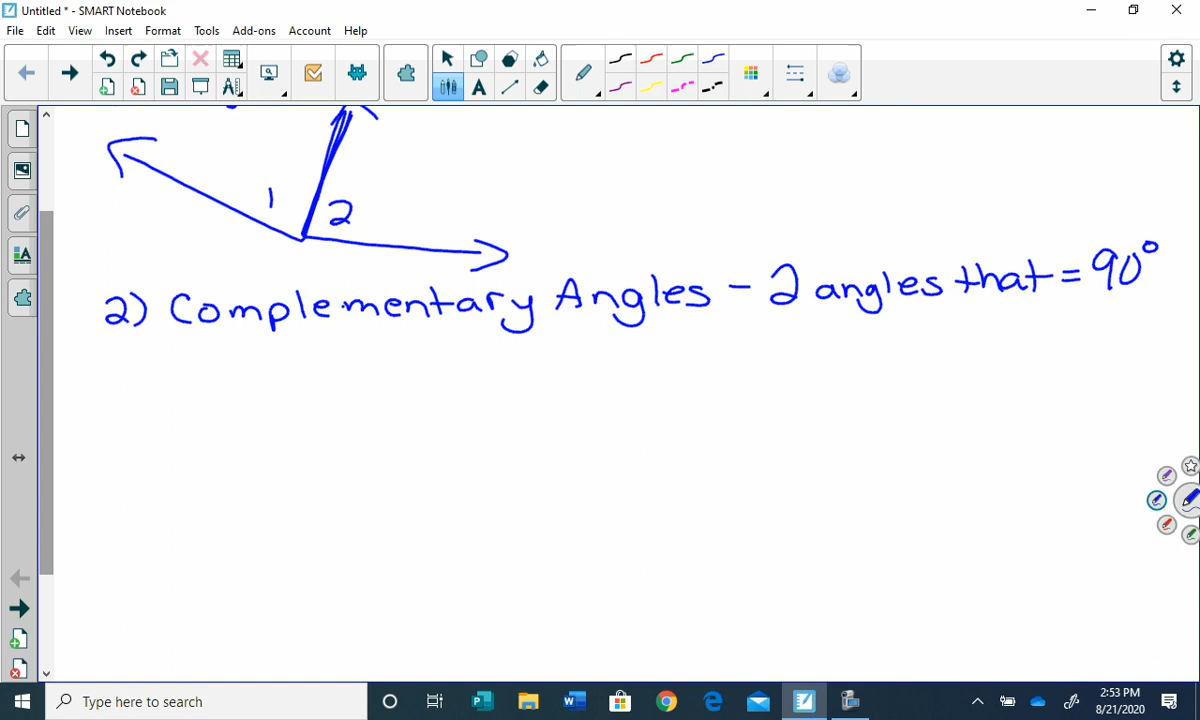 Untitled * - SMART Notebook
File Edit View Insert Format Tools Add-ons Account Help
1
2
2) Complementary Angles - 2 angles that = 90°
Type here to search
2:53 PM
8/21/2020